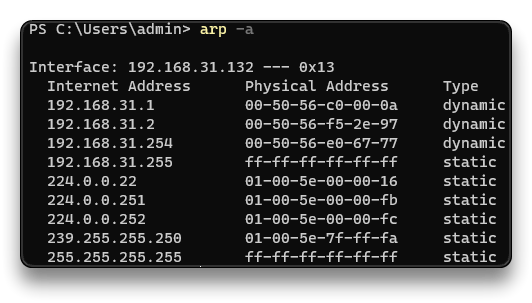 PS C:\Users\admin> arp -a
Interface: 192.168.31.132 --- 0x13
Internet Address Physical Address Type
192.168.31.1 00-50-56-c0-00-0a dynamic
192.168.31.2 00-50-56-f5-2e-97 dynamic
192.168.31.254 00-50-56-e0-67-77 dynamic
192.168.31.255 ff-ff-ff-ff-ff-ff static
224.0.0.22 01-00-5e-00-00-16 static
224.0.0.251 01-00-5e-00-00-fb static
224.0.0.252 01-00-5e-00-00-fc static
239.255.255.250 01-00-5e-7f-ff-fa static
255.255.255.255 ff-ff-ff-ff-ff-ff static